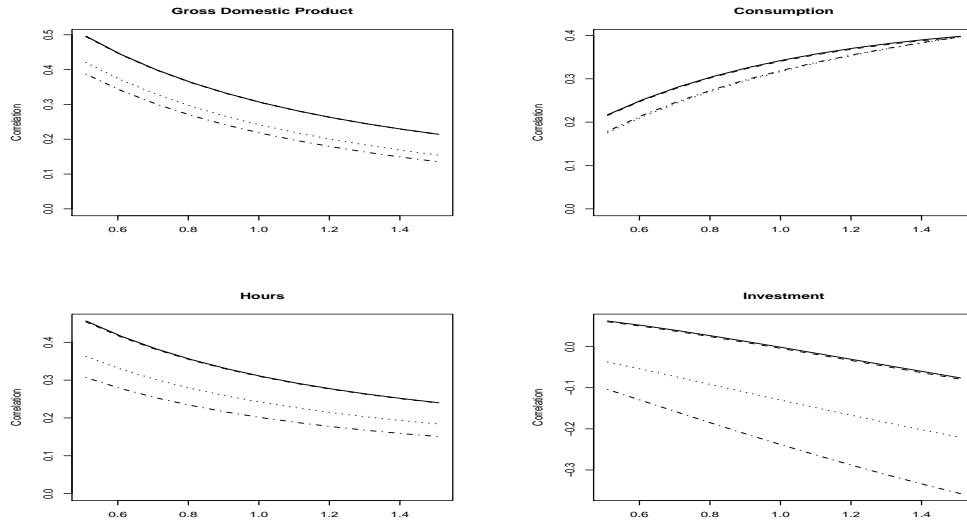 Gross Domestic Product
Correlation
0.0 0.1 0.2 0.3 0.4 0.5
0.6 0.8 1.0 1.2 1.4
Consumption
Correlation
0.0 0.1 0.2 0.3 0.4
0.6 0.8 1.0 1.2 1.4
Hours
Correlation
0.0 0.1 0.2 0.3 0.4
0.6 0.8 1.0 1.2 1.4
Investment
Correlation
-0.3 -0.2 -0.1 0.0
0.6 0.8 1.0 1.2 1.4